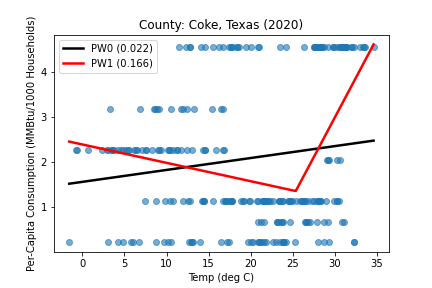 County: Coke, Texas (2020)
PW0 (0.022)
PW1 (0.166)
Per-Capita Consumption (MMBtu/1000 Households)
4
3
2
1
0
5
10
15
20
25
30
35
Temp (deg C)